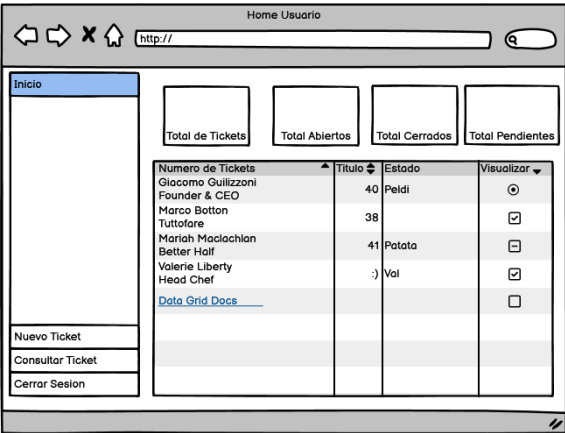 Home Usuario
http://
Inicio
Total de Tickets
Total Abiertos
Total Cerrados
Total Pendientes
Numero de Tickets Titulo Estado Visualizar
Giacomo Guilizzoni
Founder & CEO
40 Peldi
Marco Botton
Tuttofare
38
Mariah Maclachlan
Better Half
41 Patata
Valerie Liberty
Head Chef
:) Val
Data Grid Docs
Nuevo Ticket
Consultar Ticket
Cerrar Sesion